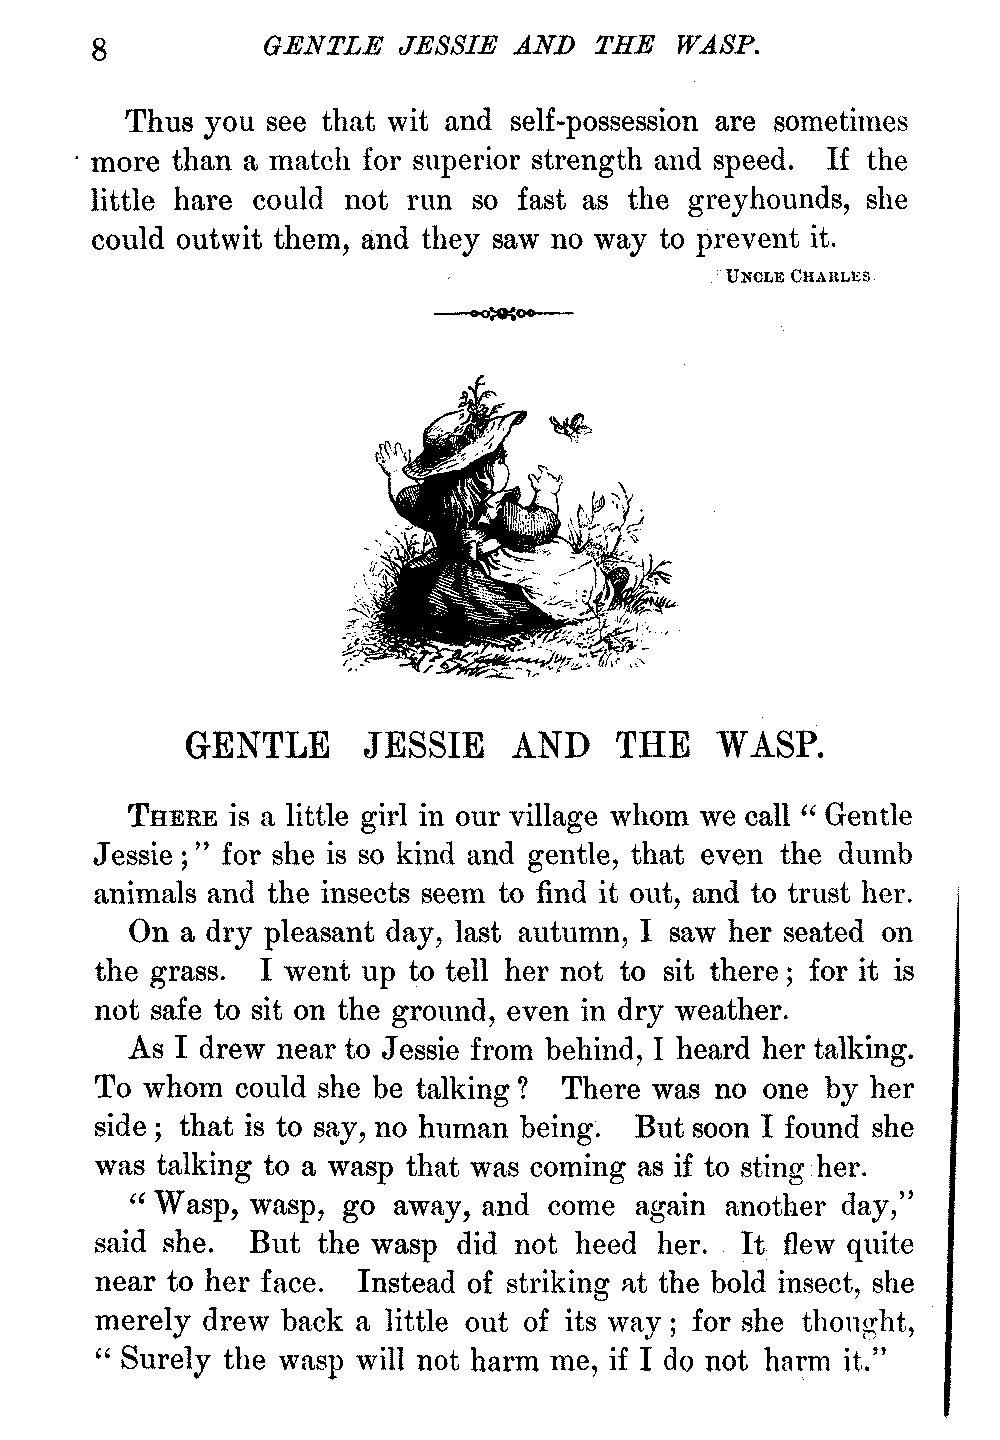 8 GENTLE JESSIE AND THE WASP.
Thus you see that wit and self-possession are sometimes
more than a match for superior strength and speed. If the
little hare could not run so fast as the greyhounds, she
could outwit them, and they saw no way to prevent it.
UNCLE CHARLES.
GENTLE JESSIE AND THE WASP.
THERE is a little girl in our village whom we call “ Gentle
Jessie ; ” for she is so kind and gentle, that even the dumb
animals and the insects seem to find it out, and to trust her.
On a dry pleasant day, last autumn, I saw her seated on
the grass. I went up to tell her not to sit there ; for it is
not safe to sit on the ground, even in dry weather.
As I drew near to Jessie from behind, I heard her talking.
To whom could she be talking ? There was no one by her
side ; that is to say, no human being. But soon I found she
was talking to a wasp that was coming as if to sting her.
“ Wasp, wasp, go away, and come again another day,”
said she. But the wasp did not heed her. It flew quite
near to her face. Instead of striking at the bold insect, she
merely drew back a little out of its way ; for she thought,
“ Surely the wasp will not harm me, if I do not harm it.”